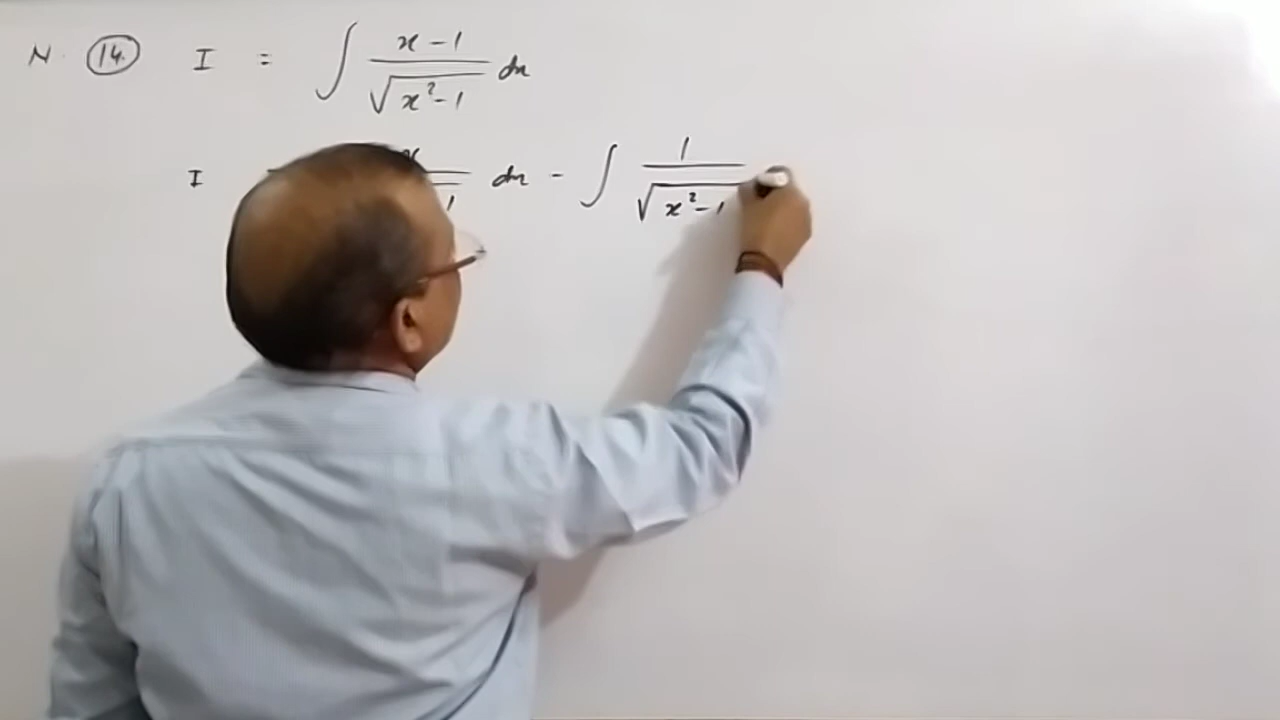 N. 14. I = ∫ (x-1)/√(x²-1) dx
I x dx - ∫ 1/√(x²-1)